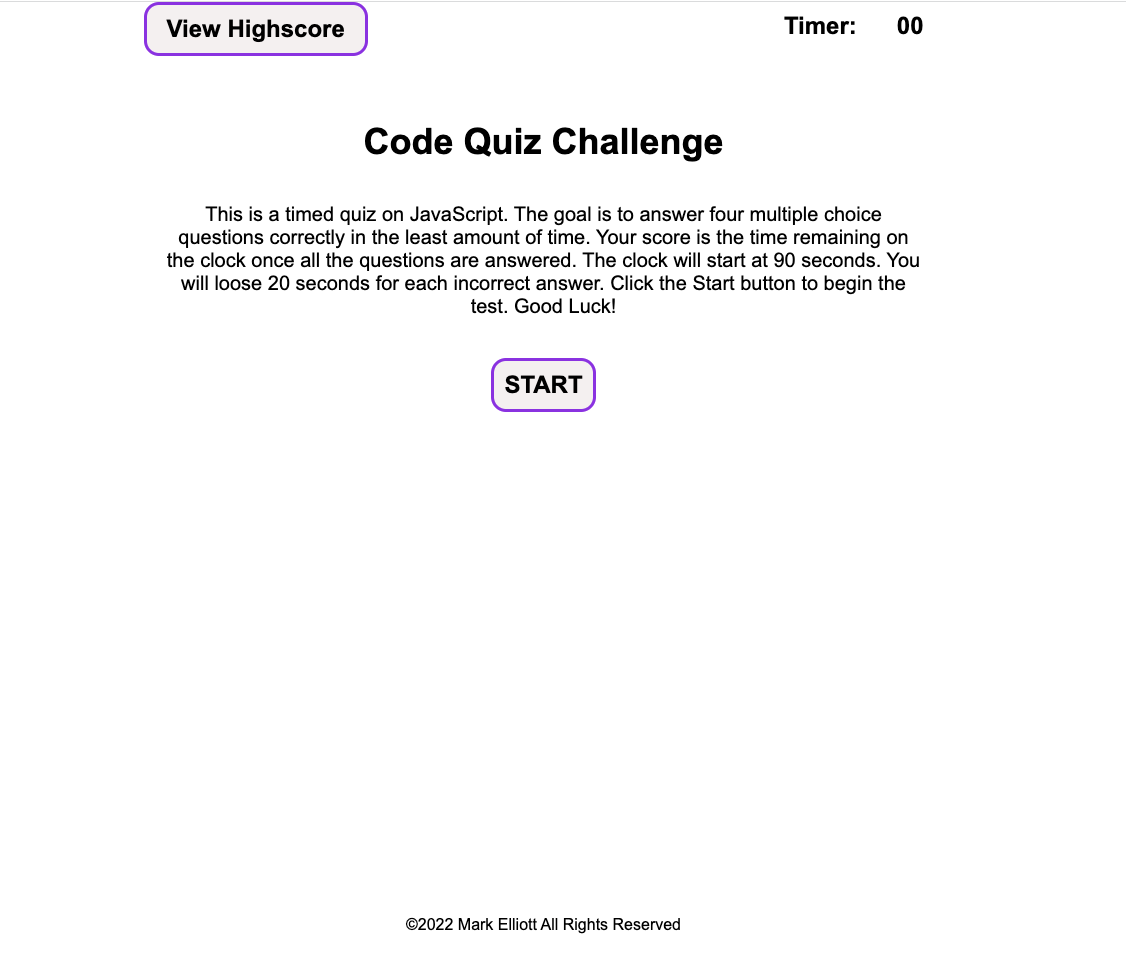 View Highscore
Timer: 00
Code Quiz Challenge
This is a timed quiz on JavaScript. The goal is to answer four multiple choice
questions correctly in the least amount of time. Your score is the time remaining on
the clock once all the questions are answered. The clock will start at 90 seconds. You
will loose 20 seconds for each incorrect answer. Click the Start button to begin the
test. Good Luck!
START
©2022 Mark Elliott All Rights Reserved